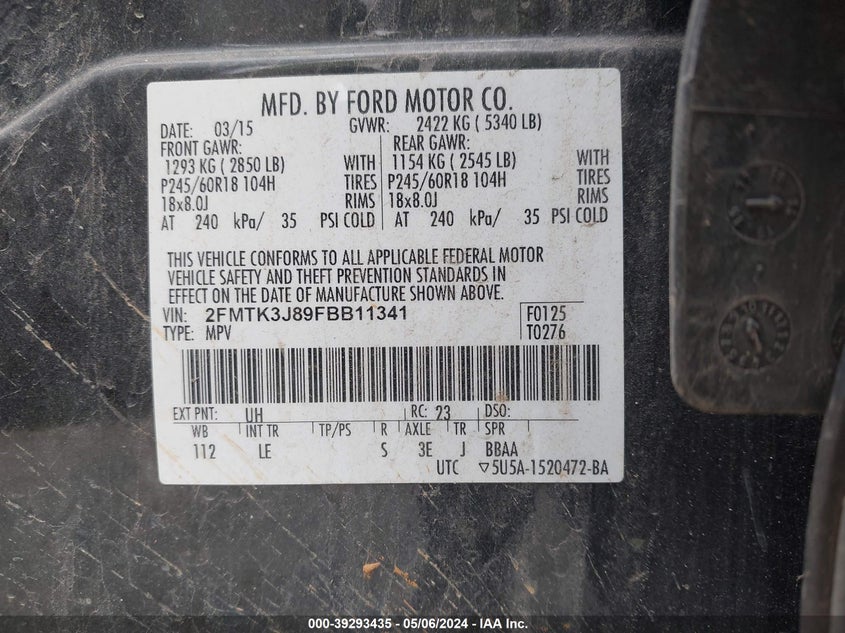 MFD. BY FORD MOTOR CO.
DATE: 03/15 GVWR: 2422 KG ( 5340 LB)
FRONT GAWR: REAR GAWR:
1293 KG ( 2850 LB) WITH 1154 KG ( 2545 LB) WITH
P245/60R18 104H TIRES P245/60R18 104H TIRES
18x8.0J RIMS 18x8.0J RIMS
AT 240 kPa/ 35 PSI COLD AT 240 kPa/ 35 PSI COLD
THIS VEHICLE CONFORMS TO ALL APPLICABLE FEDERAL MOTOR
VEHICLE SAFETY AND THEFT PREVENTION STANDARDS IN
EFFECT ON THE DATE OF MANUFACTURE SHOWN ABOVE.
VIN: 2FMTK3J89FBB11341 F0125
TYPE: MPV T0276
EXT PNT: UH RC: 23 DSO:
WB INT TR TP/PS R AXLE TR SPR
112 LE S 3E J BBAA
UTC ▽5U5A-1520472-BA
000-39293435 - 05/06/2024 - IAAI.com